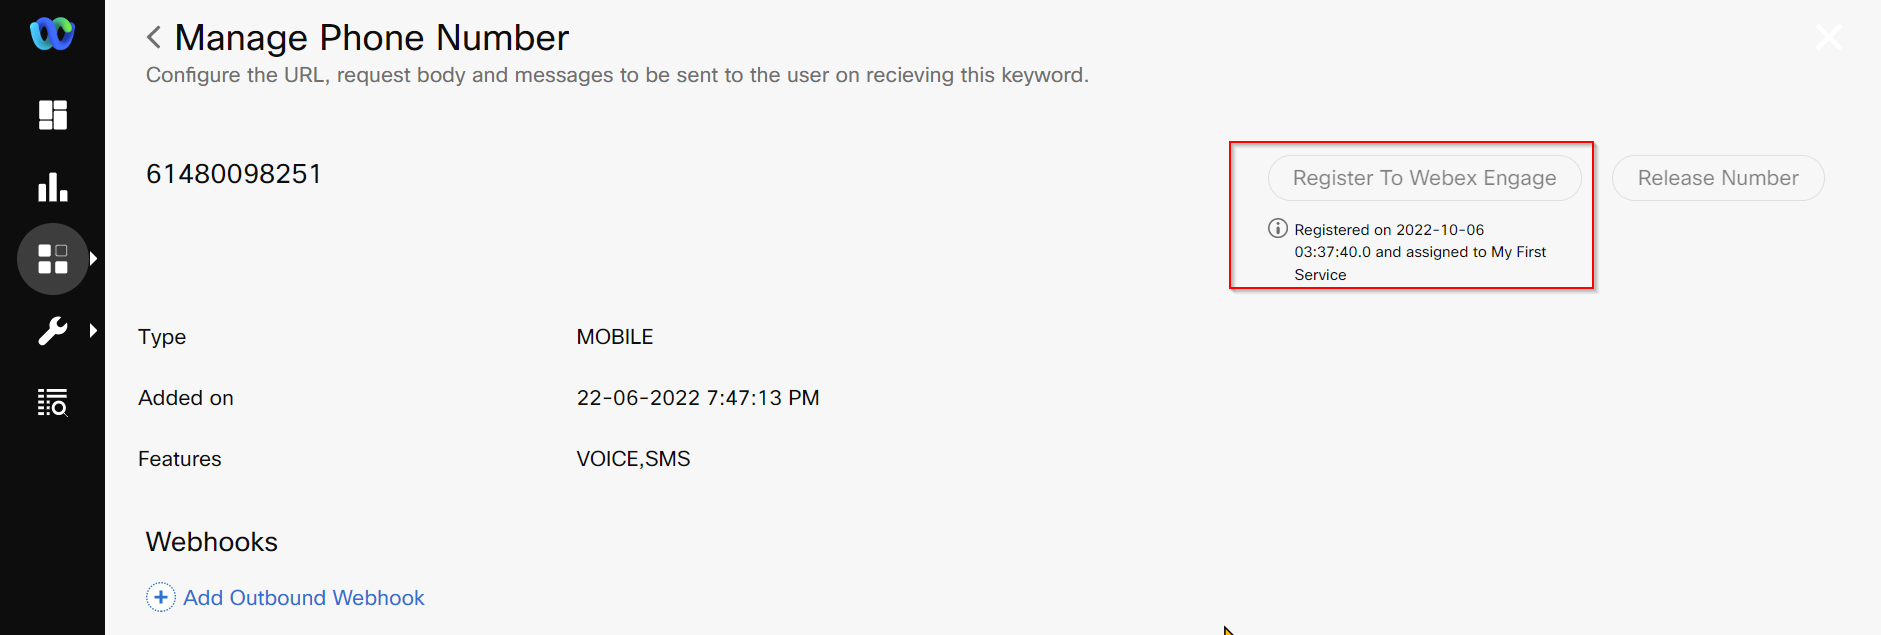 Manage Phone Number
Configure the URL, request body and messages to be sent to the user on recieving this keyword.
61480098251
Register To Webex Engage
Release Number
Registered on 2022-10-06
03:37:40.0 and assigned to My First
Service
Type
MOBILE
Added on
22-06-2022 7:47:13 PM
Features
VOICE,SMS
Webhooks
Add Outbound Webhook